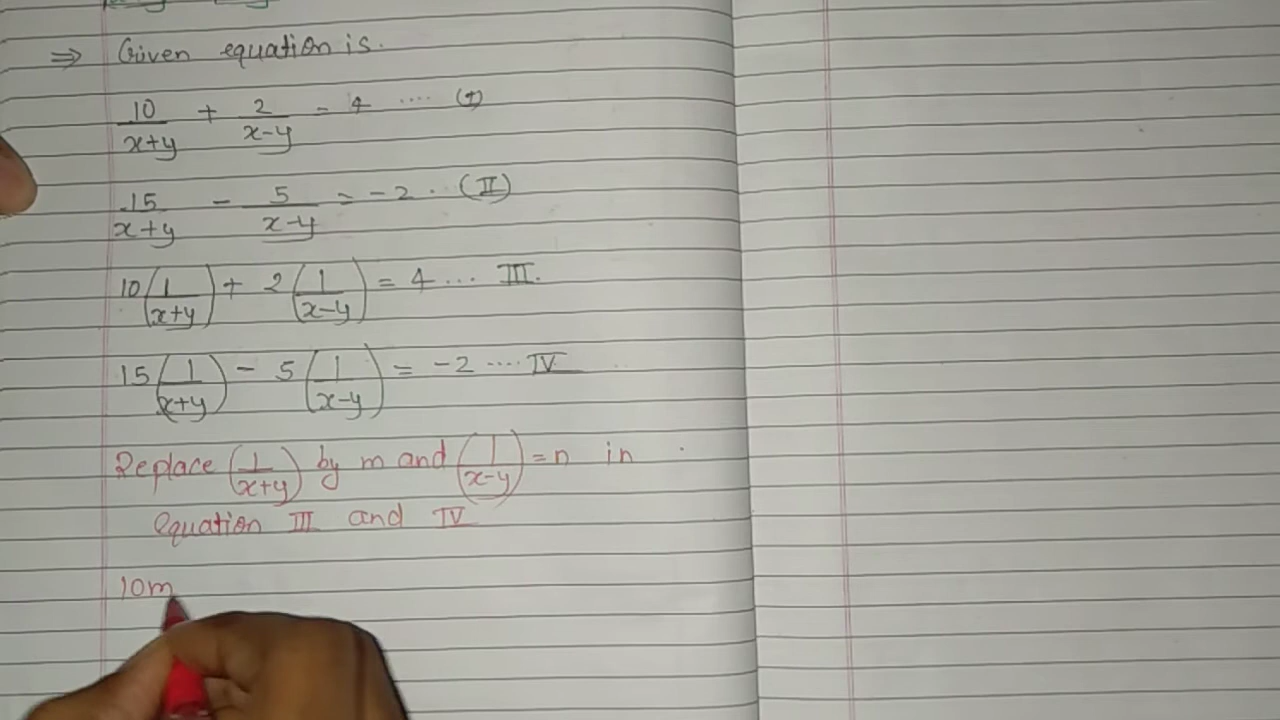 ⇒ Given equation is.
10/(x+y) + 2/(x-y) = 4 .... (I)
15/(x+y) - 5/(x-y) = -2 . (II)
10(1/(x+y)) + 2(1/(x-y)) = 4 ... III.
15(1/(x+y)) - 5(1/(x-y)) = -2 .... IV
Replace (1/(x+y)) by m and (1/(x-y)) = n in
equation III and IV
10m